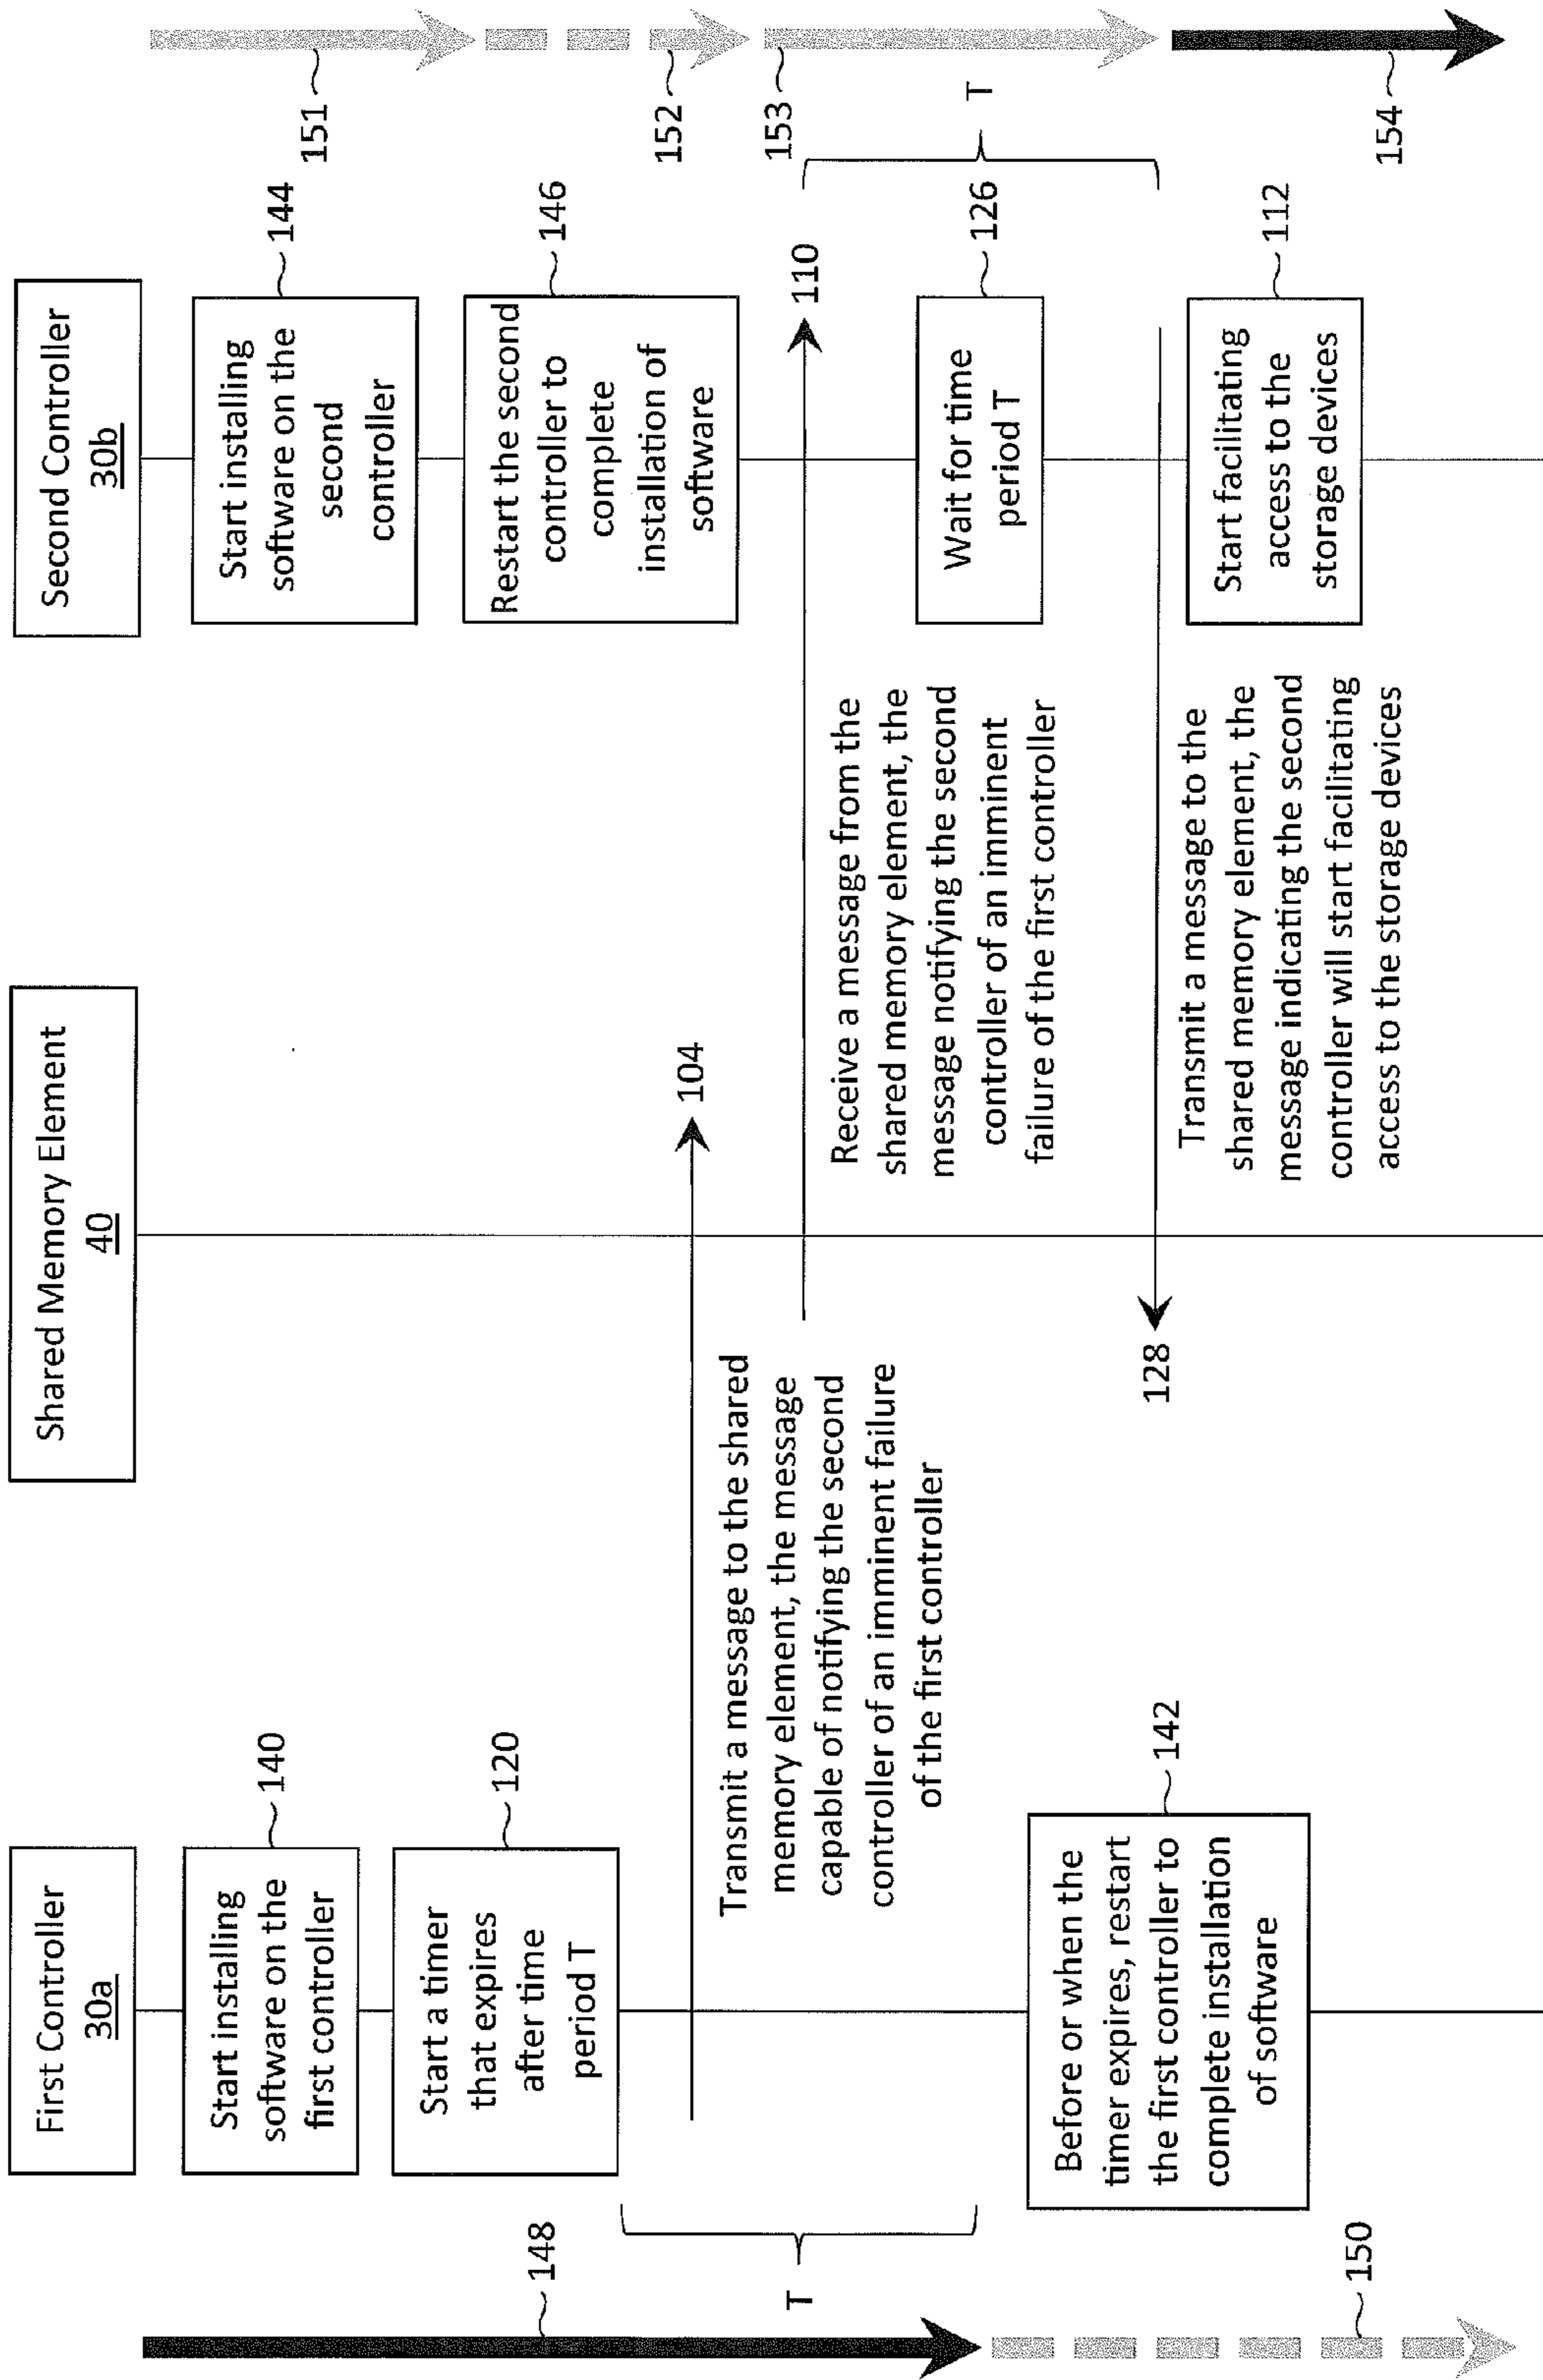 First Controller
30a
Shared Memory Element
40
Second Controller
30b
Start installing
software on the
first controller
140
Start a timer
that expires
after time
period T
120
148
T
104
Transmit a message to the shared
memory element, the message
capable of notifying the second
controller of an imminent failure
of the first controller
Before or when the
timer expires, restart
the first controller to
complete installation
of software
142
150
Start installing
software on the
second
controller
144
151
Restart the second
controller to
complete
installation of
software
146
152
110
153
Receive a message from the
shared memory element, the
message notifying the second
controller of an imminent
failure of the first controller
Wait for time
period T
126
T
128
Transmit a message to the
shared memory element, the
message indicating the second
controller will start facilitating
access to the storage devices
Start facilitating
access to the
storage devices
112
154